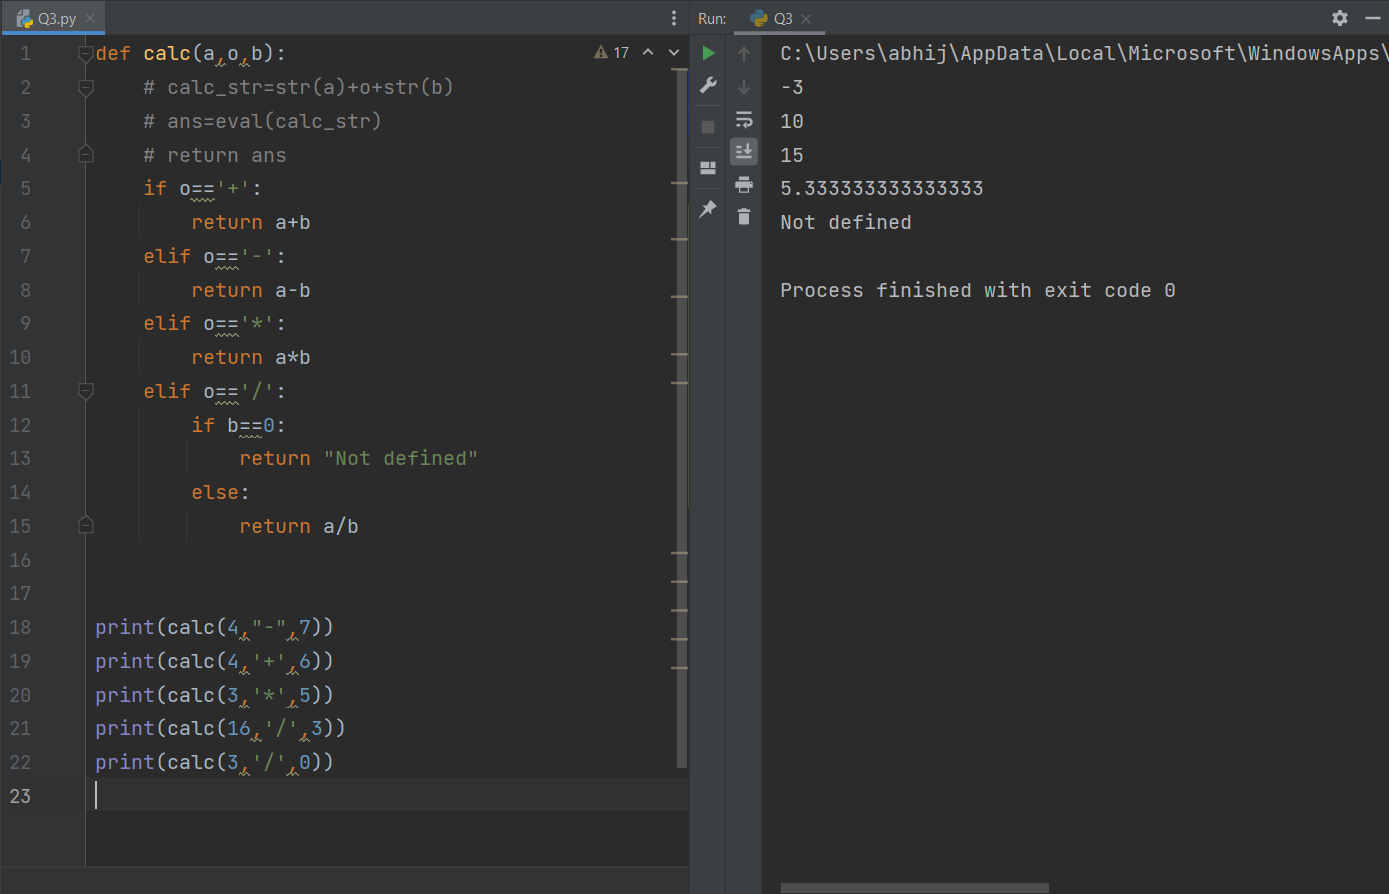 Q3.py
17
1 def calc(a,o,b):
2     # calc_str=str(a)+o+str(b)
3     # ans=eval(calc_str)
4     # return ans
5     if o=='+':
6         return a+b
7     elif o=='-':
8         return a-b
9     elif o=='*':
10         return a*b
11     elif o=='/':
12         if b==0:
13             return "Not defined"
14         else:
15             return a/b
16
17
18 print(calc(4,"-",7))
19 print(calc(4,'+',6))
20 print(calc(3,'*',5))
21 print(calc(16,'/',3))
22 print(calc(3,'/',0))
23
Run: Q3
C:\Users\abhij\AppData\Local\Microsoft\WindowsApps\
-3
10
15
5.333333333333333
Not defined
Process finished with exit code 0